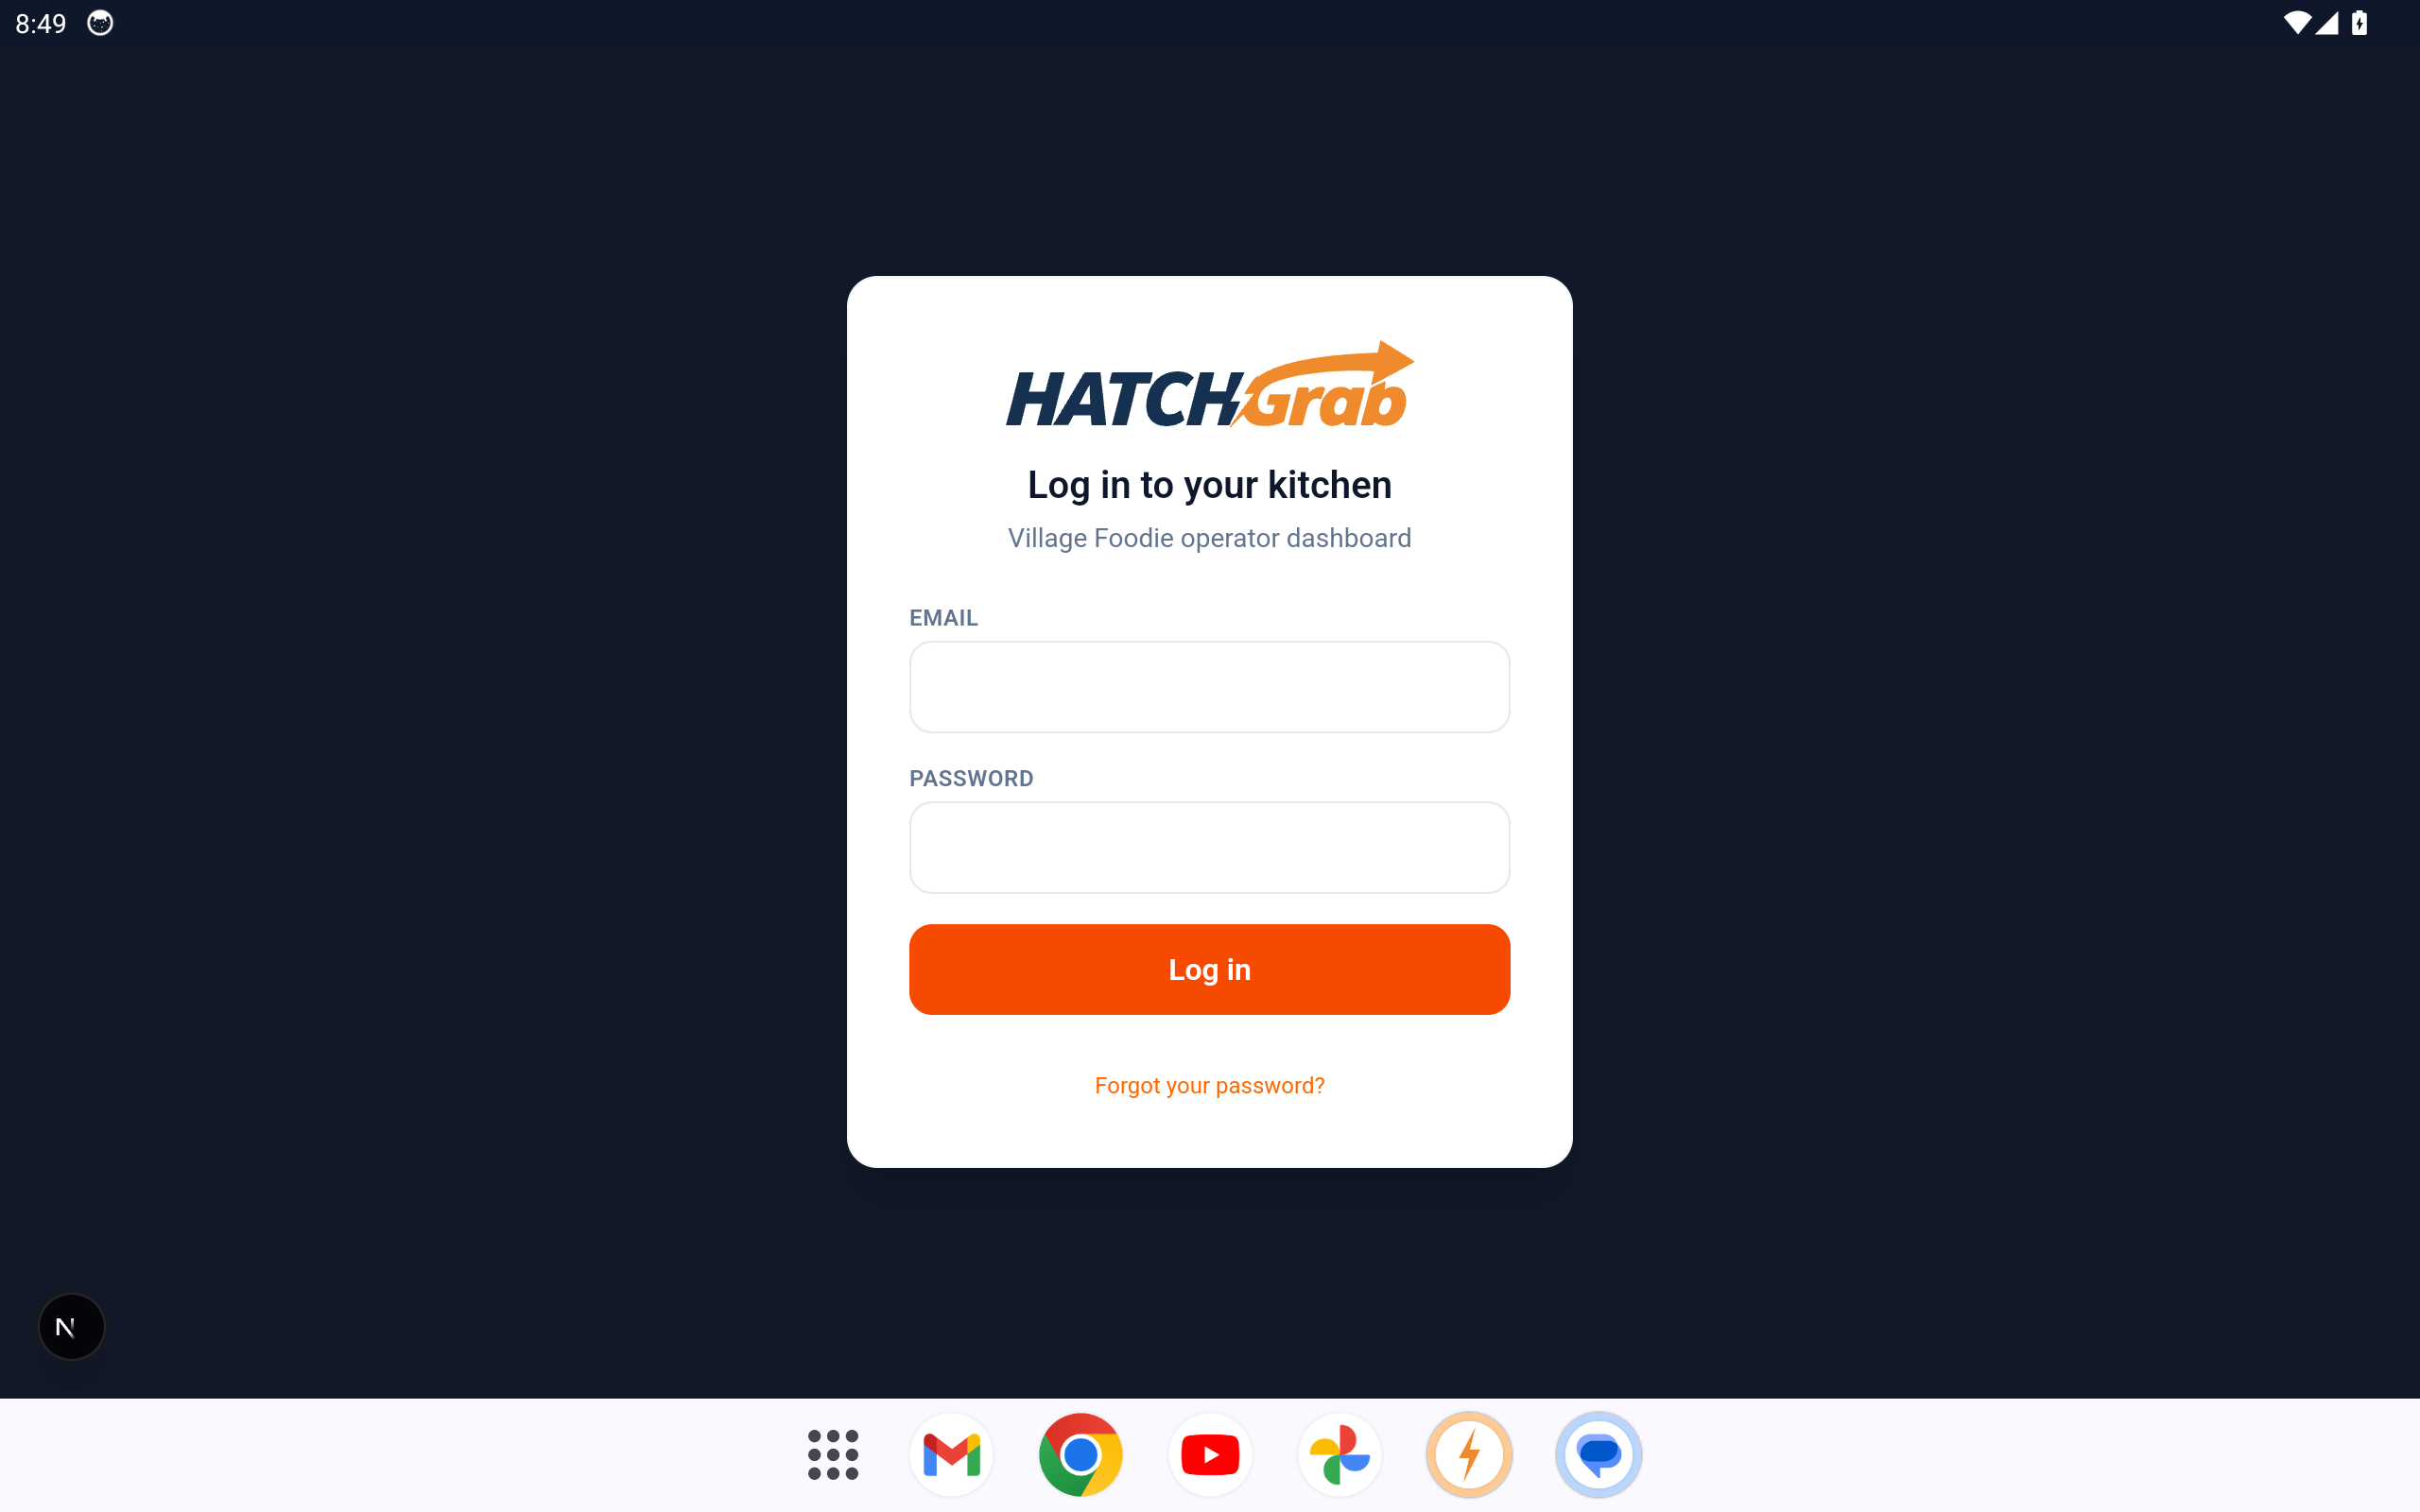 8:49
HATCHGrab
Log in to your kitchen
Village Foodie operator dashboard
EMAIL
PASSWORD
Log in
Forgot your password?
N